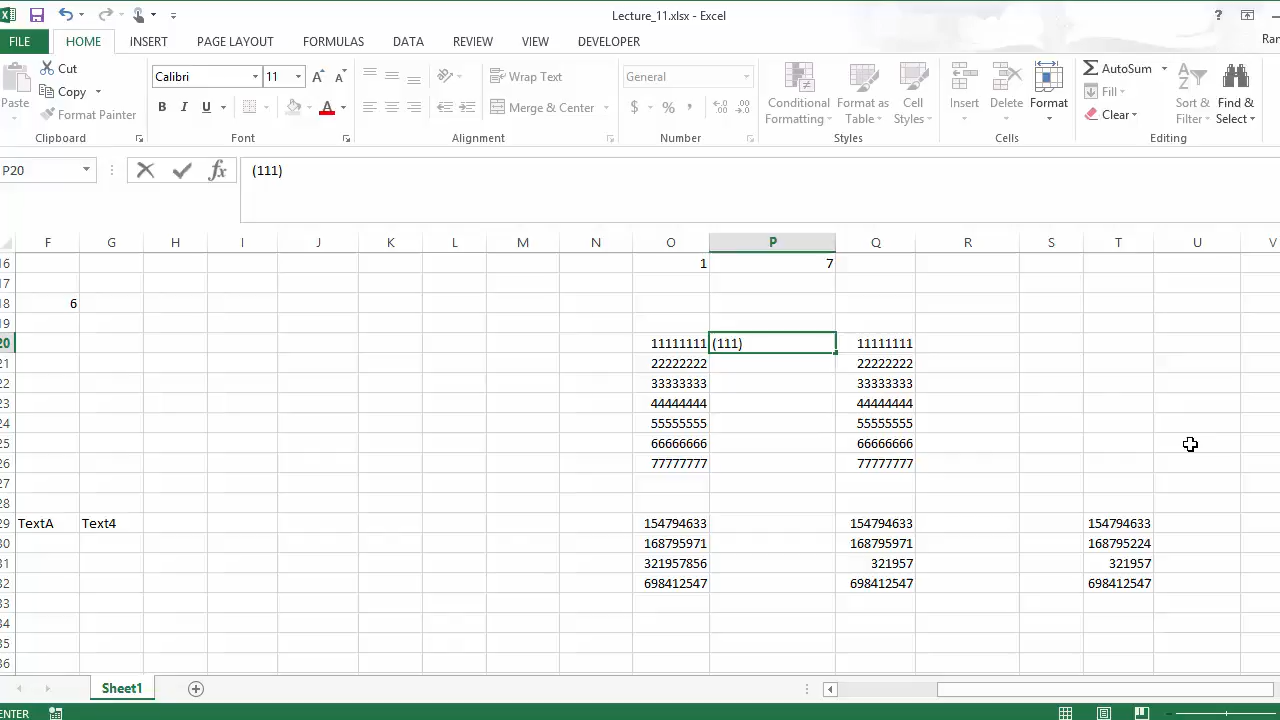 Lecture_11.xlsx - Excel
?
FILE HOME INSERT PAGE LAYOUT FORMULAS DATA REVIEW VIEW DEVELOPER
Cut
Copy
Format Painter
Paste
Clipboard
Calibri 11
B I U A
Font
Wrap Text
Merge & Center
Alignment
General
$ % ,
Number
Conditional
Formatting
Format as
Table
Cell
Styles
Styles
Insert Delete Format
Cells
AutoSum
Fill
Clear
Sort &
Filter
Find &
Select
Editing
P20 fx (111)
F G H I J K L M N O P Q R S T U V
16 1 7
17
18 6
19
20 11111111 (111) 11111111
21 22222222 22222222
22 33333333 33333333
23 44444444 44444444
24 55555555 55555555
25 66666666 66666666
26 77777777 77777777
27
28
29 TextA Text4 154794633 154794633 154794633
30 168795971 168795971 168795224
31 321957856 321957 321957
32 698412547 698412547 698412547
33
34
35
36
Sheet1
ENTER